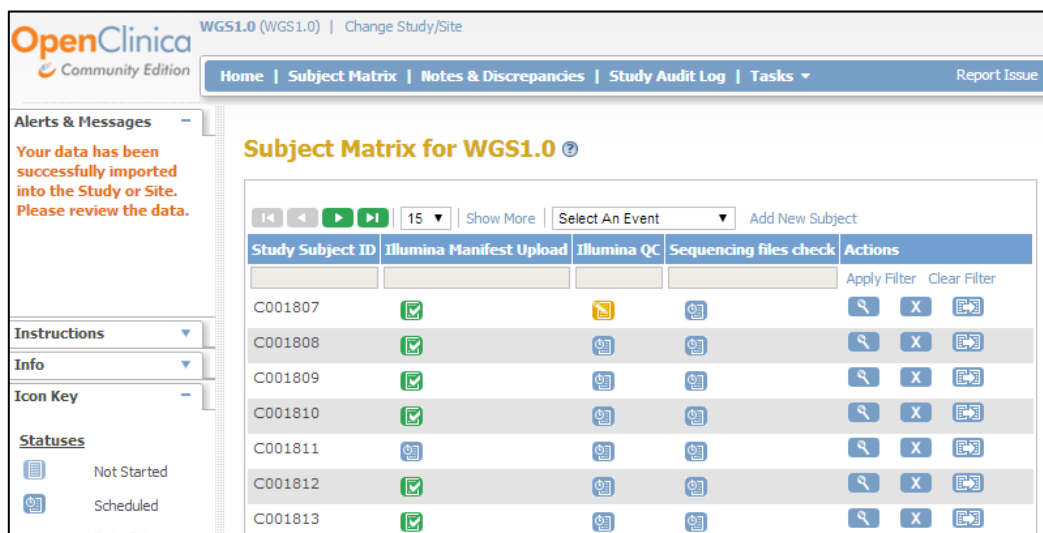 OpenClinica
Community Edition
WGS1.0 (WGS1.0) | Change Study/Site
Home | Subject Matrix | Notes & Discrepancies | Study Audit Log | Tasks
Report Issue
Alerts & Messages
Your data has been
successfully imported
into the Study or Site.
Please review the data.
Instructions
Info
Icon Key
Statuses
Not Started
Scheduled
Subject Matrix for WGS1.0
15 | Show More | Select An Event Add New Subject
Study Subject ID Illumina Manifest Upload Illumina QC Sequencing files check Actions
Apply Filter Clear Filter
C001807 X
C001808 X
C001809 X
C001810 X
C001811 X
C001812 X
C001813 X